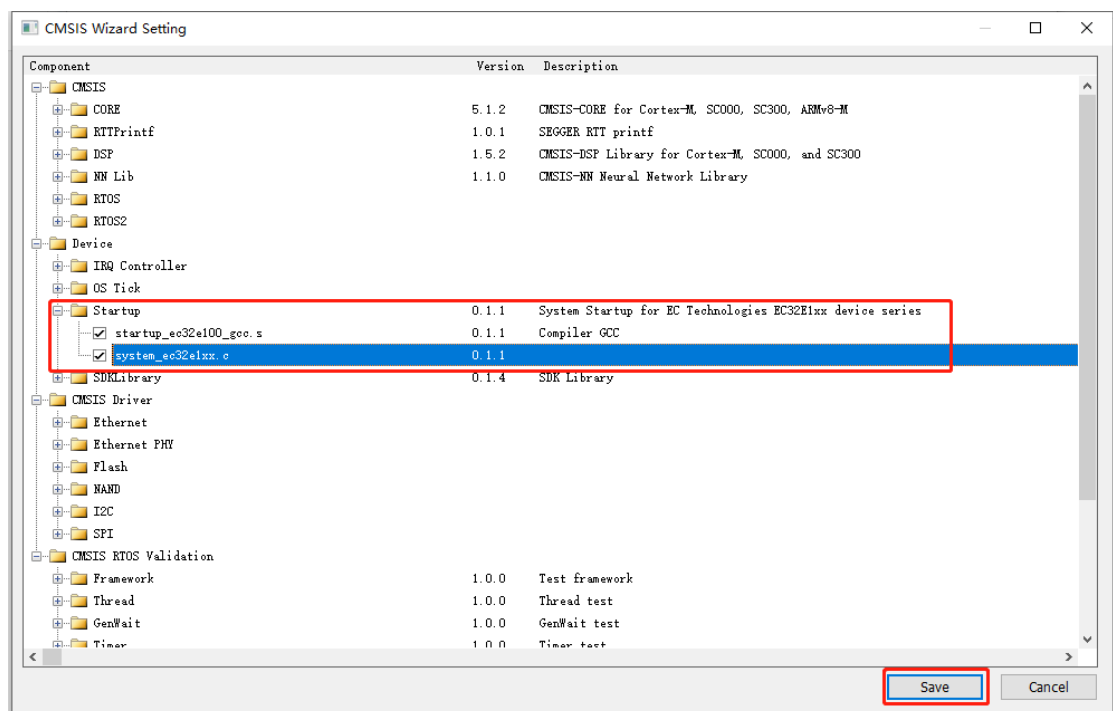 CMSIS Wizard Setting
Component Version Description
CMSIS
CORE 5.1.2 CMSIS-CORE for Cortex-M, SC000, SC300, ARMv8-M
RTTPrintf 1.0.1 SEGGER RTT printf
DSP 1.5.2 CMSIS-DSP Library for Cortex-M, SC000, and SC300
NN Lib 1.1.0 CMSIS-NN Neural Network Library
RTOS
RTOS2
Device
IRQ Controller
OS Tick
Startup 0.1.1 System Startup for EC Technologies EC32E1xx device series
startup_ec32e100_gcc.s 0.1.1 Compiler GCC
system_ec32e1xx.c 0.1.1
SDKLibrary 0.1.4 SDK Library
CMSIS Driver
Ethernet
Ethernet PHY
Flash
NAND
I2C
SPI
CMSIS RTOS Validation
Framework 1.0.0 Test framework
Thread 1.0.0 Thread test
GenWait 1.0.0 GenWait test
Timer 1.0.0 Timer test
Save Cancel